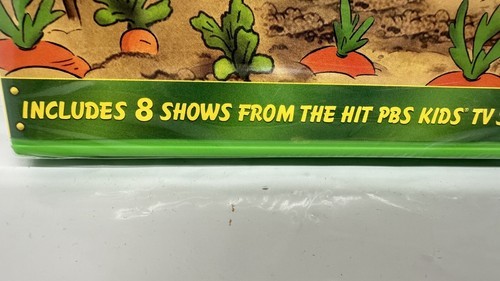 INCLUDES 8 SHOWS FROM THE HIT PBS KIDS TV